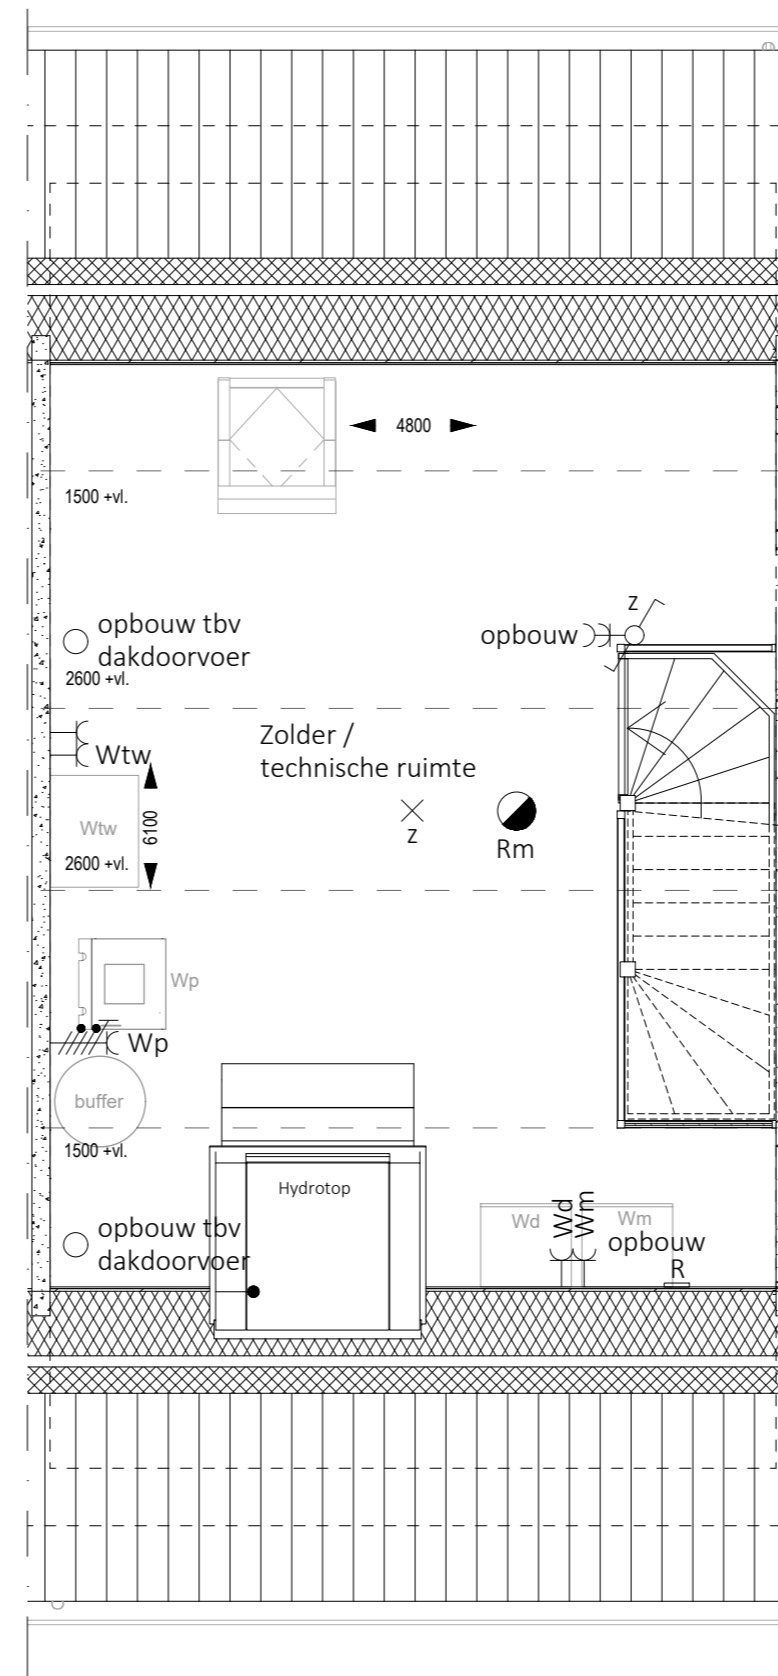 4800
1500 +vl.
z
opbouw
opbouw tbv
dakdoorvoer
2600 +vl.
Zolder /
technische ruimte
Wtw
Wtw
6100
2600 +vl.
z
Rm
Wp
Wp
buffer
1500 +vl.
Hydrotop
Wd
Wd
Wm
Wm
opbouw
R
opbouw tbv
dakdoorvoer